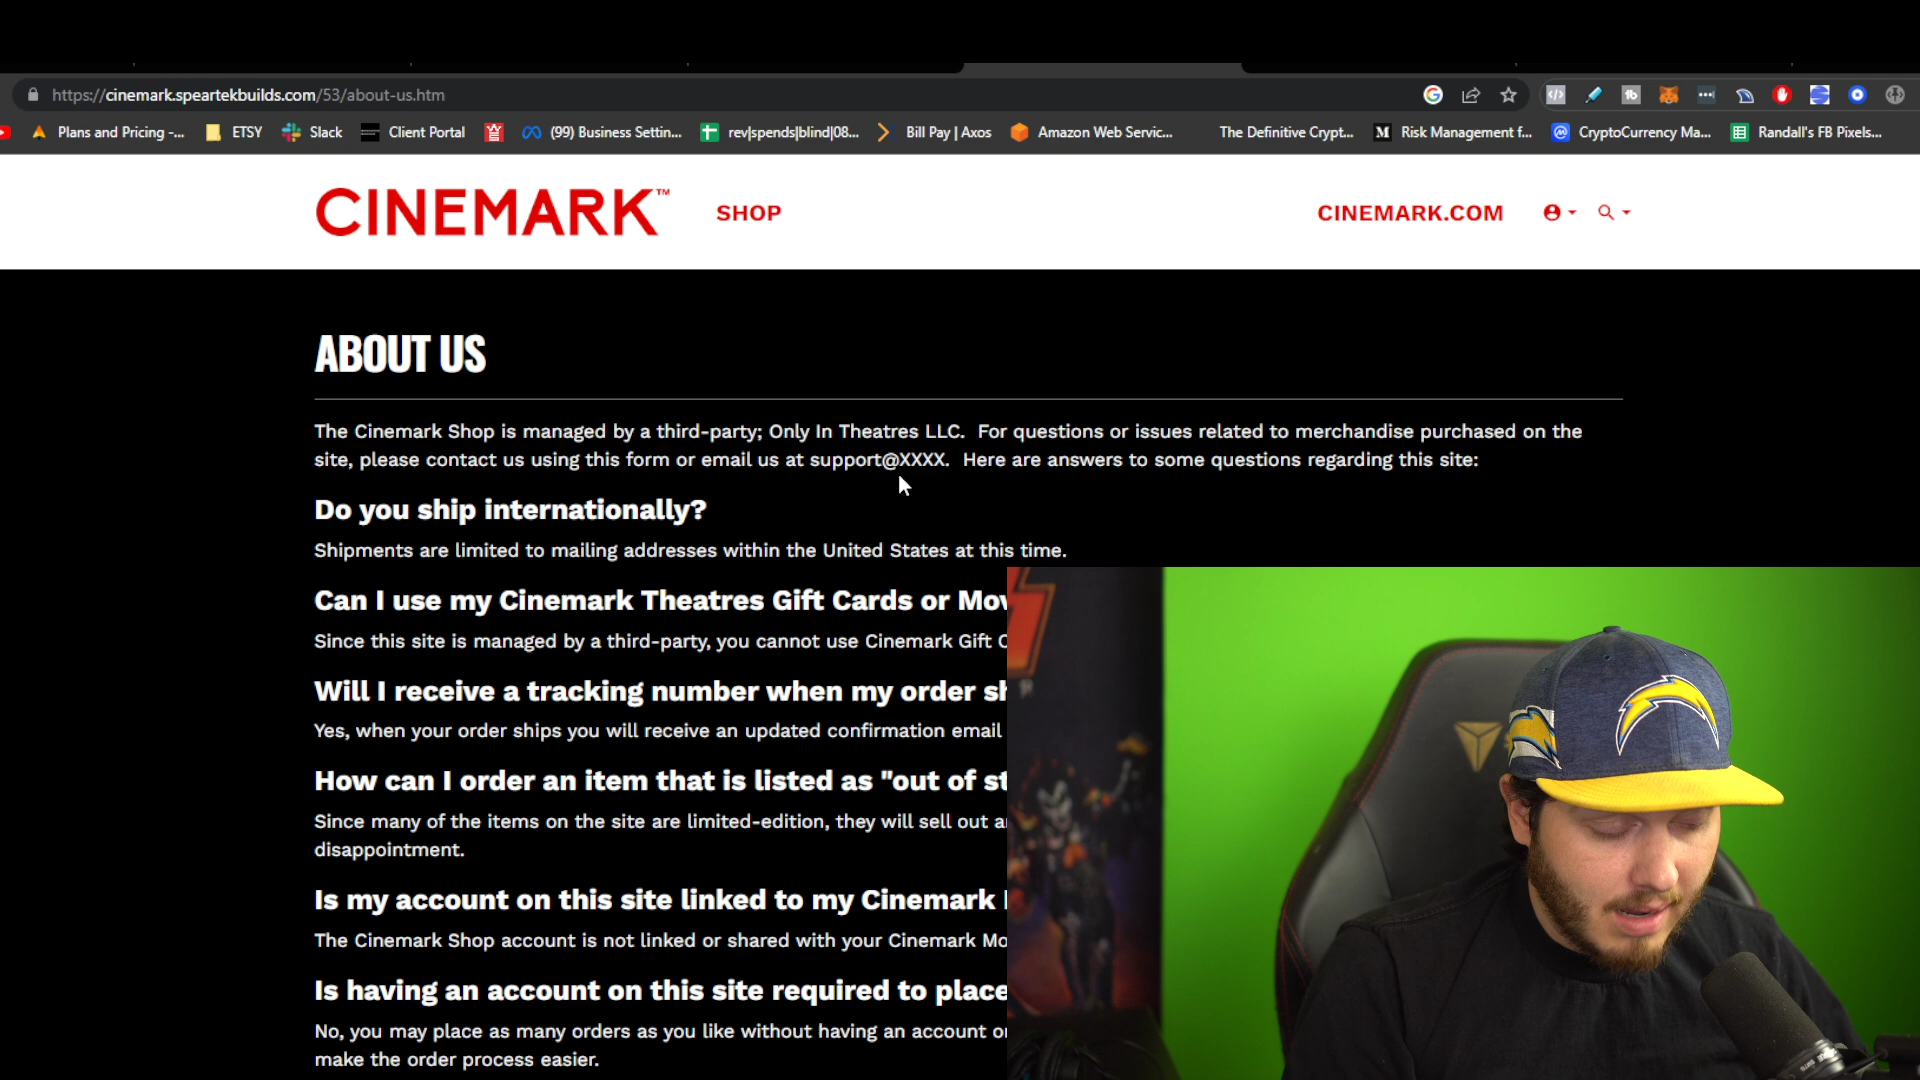 https://cinemark.speartekbuilds.com/53/about-us.htm
Plans and Pricing -... ETSY Slack Client Portal (99) Business Settin... rev|spends|blind|08... Bill Pay | Axos Amazon Web Servic... The Definitive Crypt... M Risk Management f... CryptoCurrency Ma... Randall's FB Pixels...
CINEMARK™ SHOP CINEMARK.COM
ABOUT US
The Cinemark Shop is managed by a third-party; Only In Theatres LLC. For questions or issues related to merchandise purchased on the
site, please contact us using this form or email us at support@XXXX. Here are answers to some questions regarding this site:
Do you ship internationally?
Shipments are limited to mailing addresses within the United States at this time.
Can I use my Cinemark Theatres Gift Cards or Mov
Since this site is managed by a third-party, you cannot use Cinemark Gift C
Will I receive a tracking number when my order sh
Yes, when your order ships you will receive an updated confirmation email
How can I order an item that is listed as "out of st
Since many of the items on the site are limited-edition, they will sell out a
disappointment.
Is my account on this site linked to my Cinemark
The Cinemark Shop account is not linked or shared with your Cinemark Mo
Is having an account on this site required to place
No, you may place as many orders as you like without having an account o
make the order process easier.